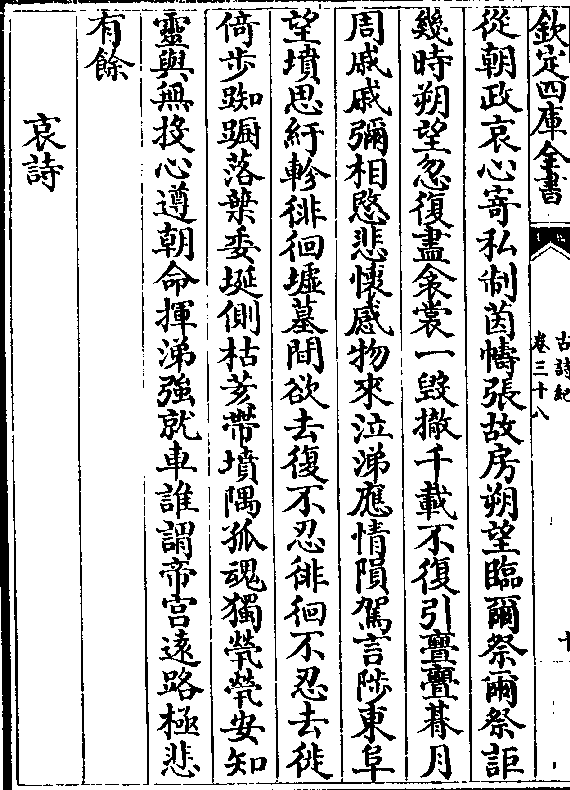 欽定四庫全書
古詩紀
卷三十八
十
從朝政哀心寄私制茵幬張故房朔望臨爾祭爾祭詎
幾時朔望忽復盡衾裳一毀撤千載不復引亹亹朞月
周戚戚彌相愍悲懷感物來泣涕應情隕駕言陟東阜
望墳思紆軫徘徊墟墓間欲去復不忍徘徊不忍去徙
倚步踟蹰落葉委埏側枯荄帶墳隅孤魂獨煢煢安知
靈與無投心遵朝命揮涕強就車誰謂帝宮遠路極悲
有餘
哀詩